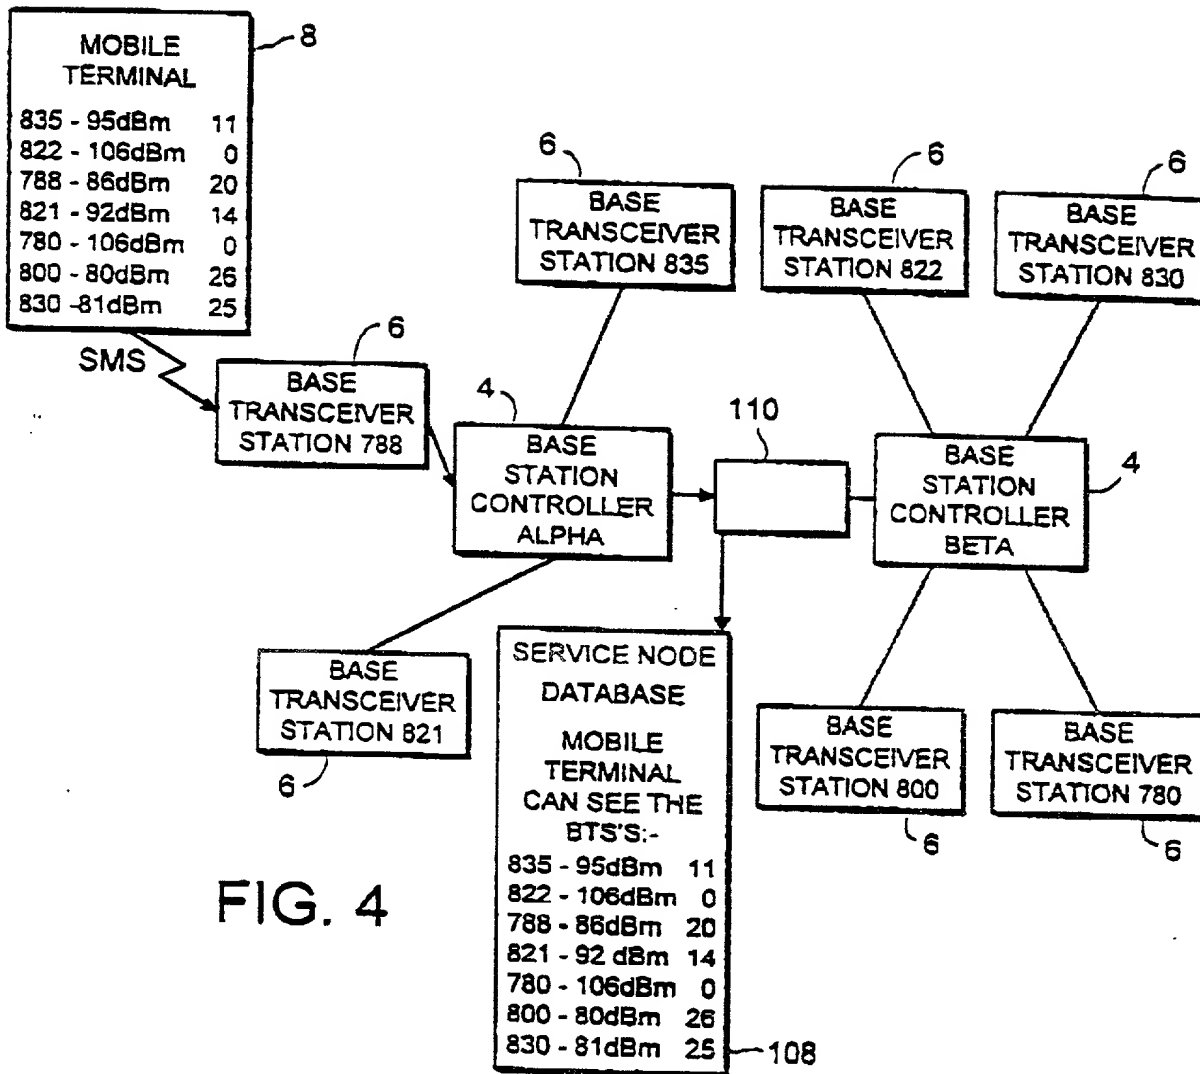 MOBILE
TERMINAL
835 - 95dBm 11
822 - 106dBm 0
788 - 86dBm 20
821 - 92dBm 14
780 - 106dBm 0
800 - 80dBm 26
830 -81dBm 25
8
SMS
6
BASE
TRANSCEIVER
STATION 788
6
BASE
TRANSCEIVER
STATION 835
6
BASE
TRANSCEIVER
STATION 822
6
BASE
TRANSCEIVER
STATION 830
4
BASE
STATION
CONTROLLER
ALPHA
110
BASE
STATION
CONTROLLER
BETA
4
BASE
TRANSCEIVER
STATION 821
6
SERVICE NODE
DATABASE
MOBILE
TERMINAL
CAN SEE THE
BTS'S:-
835 - 95dBm 11
822 - 106dBm 0
788 - 86dBm 20
821 - 92 dBm 14
780 - 106dBm 0
800 - 80dBm 26
830 - 81dBm 25
108
BASE
TRANSCEIVER
STATION 800
6
BASE
TRANSCEIVER
STATION 780
6
FIG. 4